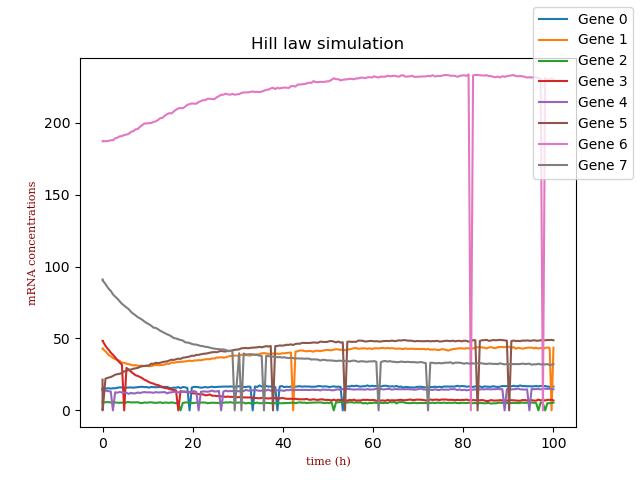 Hill law simulation
Gene 0
Gene 1
Gene 2
Gene 3
Gene 4
Gene 5
Gene 6
Gene 7
mRNA concentrations
200
150
100
50
0
0
20
40
60
80
100
time (h)